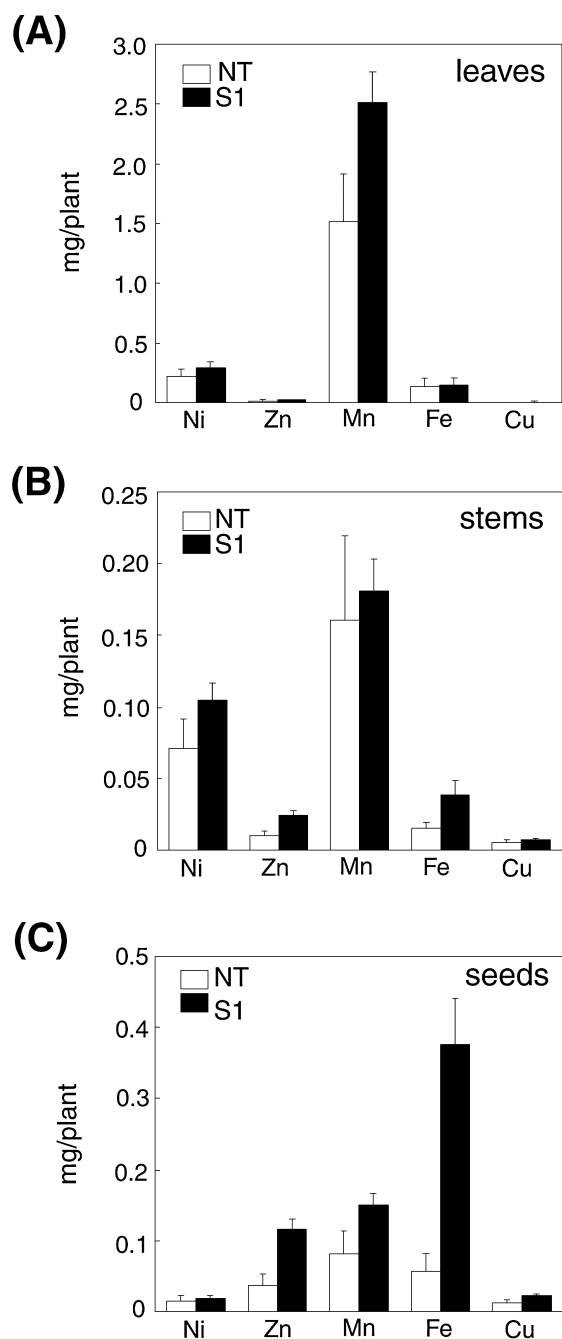 (A)
3.0
NT
S1
leaves
2.5
2.0
1.5
1.0
0.5
0
mg/plant
Ni Zn Mn Fe Cu
(B)
0.25
NT
S1
stems
0.20
0.15
0.10
0.05
0
mg/plant
Ni Zn Mn Fe Cu
(C)
0.5
NT
S1
seeds
0.4
0.3
0.2
0.1
0
mg/plant
Ni Zn Mn Fe Cu